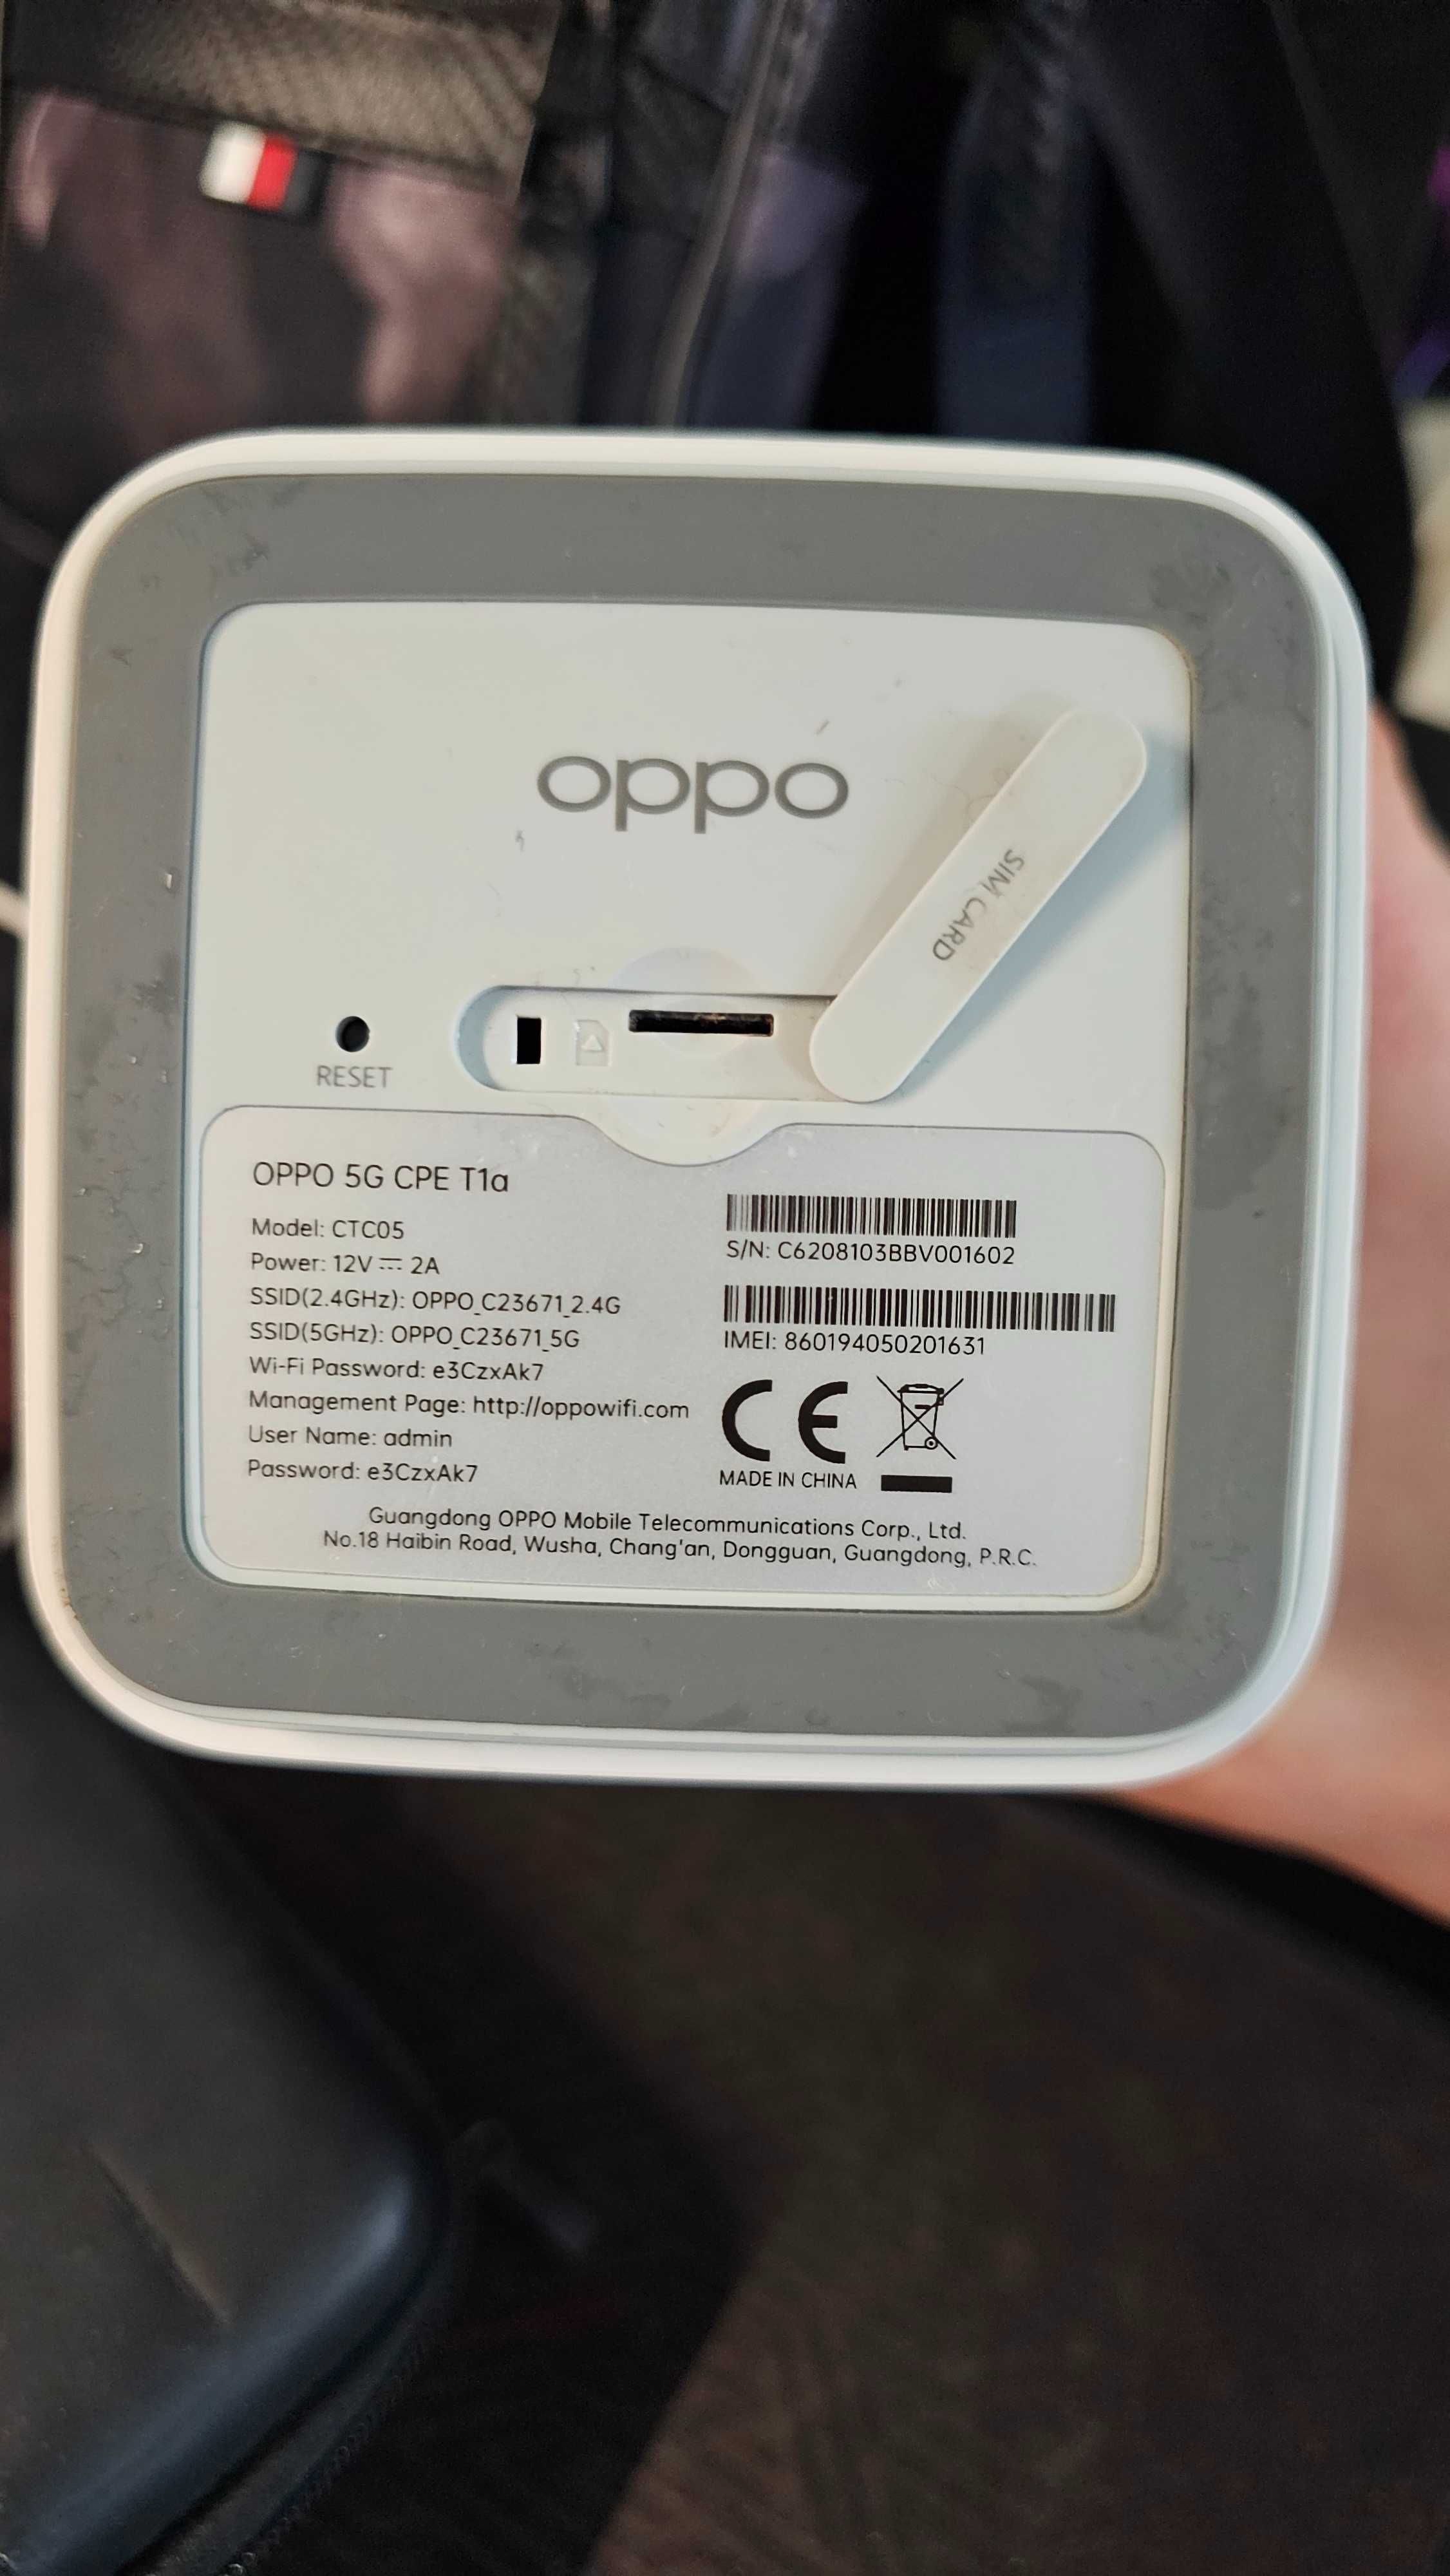 oppo
SIM CARD
RESET
OPPO 5G CPE T1a
Model: CTC05
Power: 12V ⎓ 2A
SSID(2.4GHz): OPPO_C23671_2.4G
SSID(5GHz): OPPO_C23671_5G
Wi-Fi Password: e3CzxAk7
Management Page: http://oppowifi.com
User Name: admin
Password: e3CzxAk7
S/N: C6208103BBV001602
IMEI: 860194050201631
CE
MADE IN CHINA
Guangdong OPPO Mobile Telecommunications Corp., Ltd.
No.18 Haibin Road, Wusha, Chang'an, Dongguan, Guangdong, P.R.C.